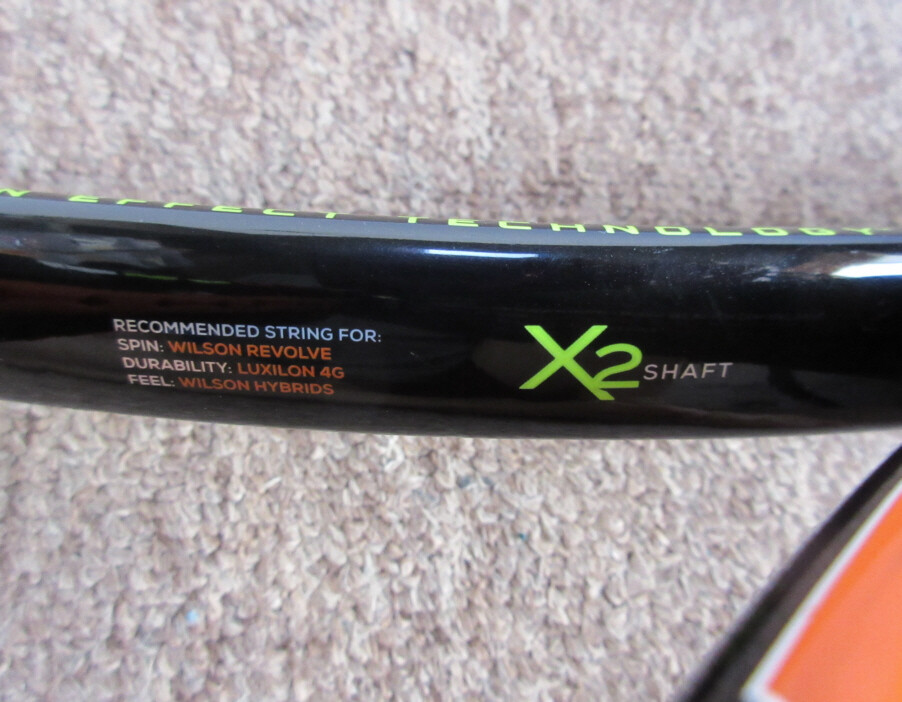 N EFFECT TECHNOLOGY
RECOMMENDED STRING FOR:
SPIN: WILSON REVOLVE
DURABILITY: LUXILON 4G
FEEL: WILSON HYBRIDS
X2 SHAFT